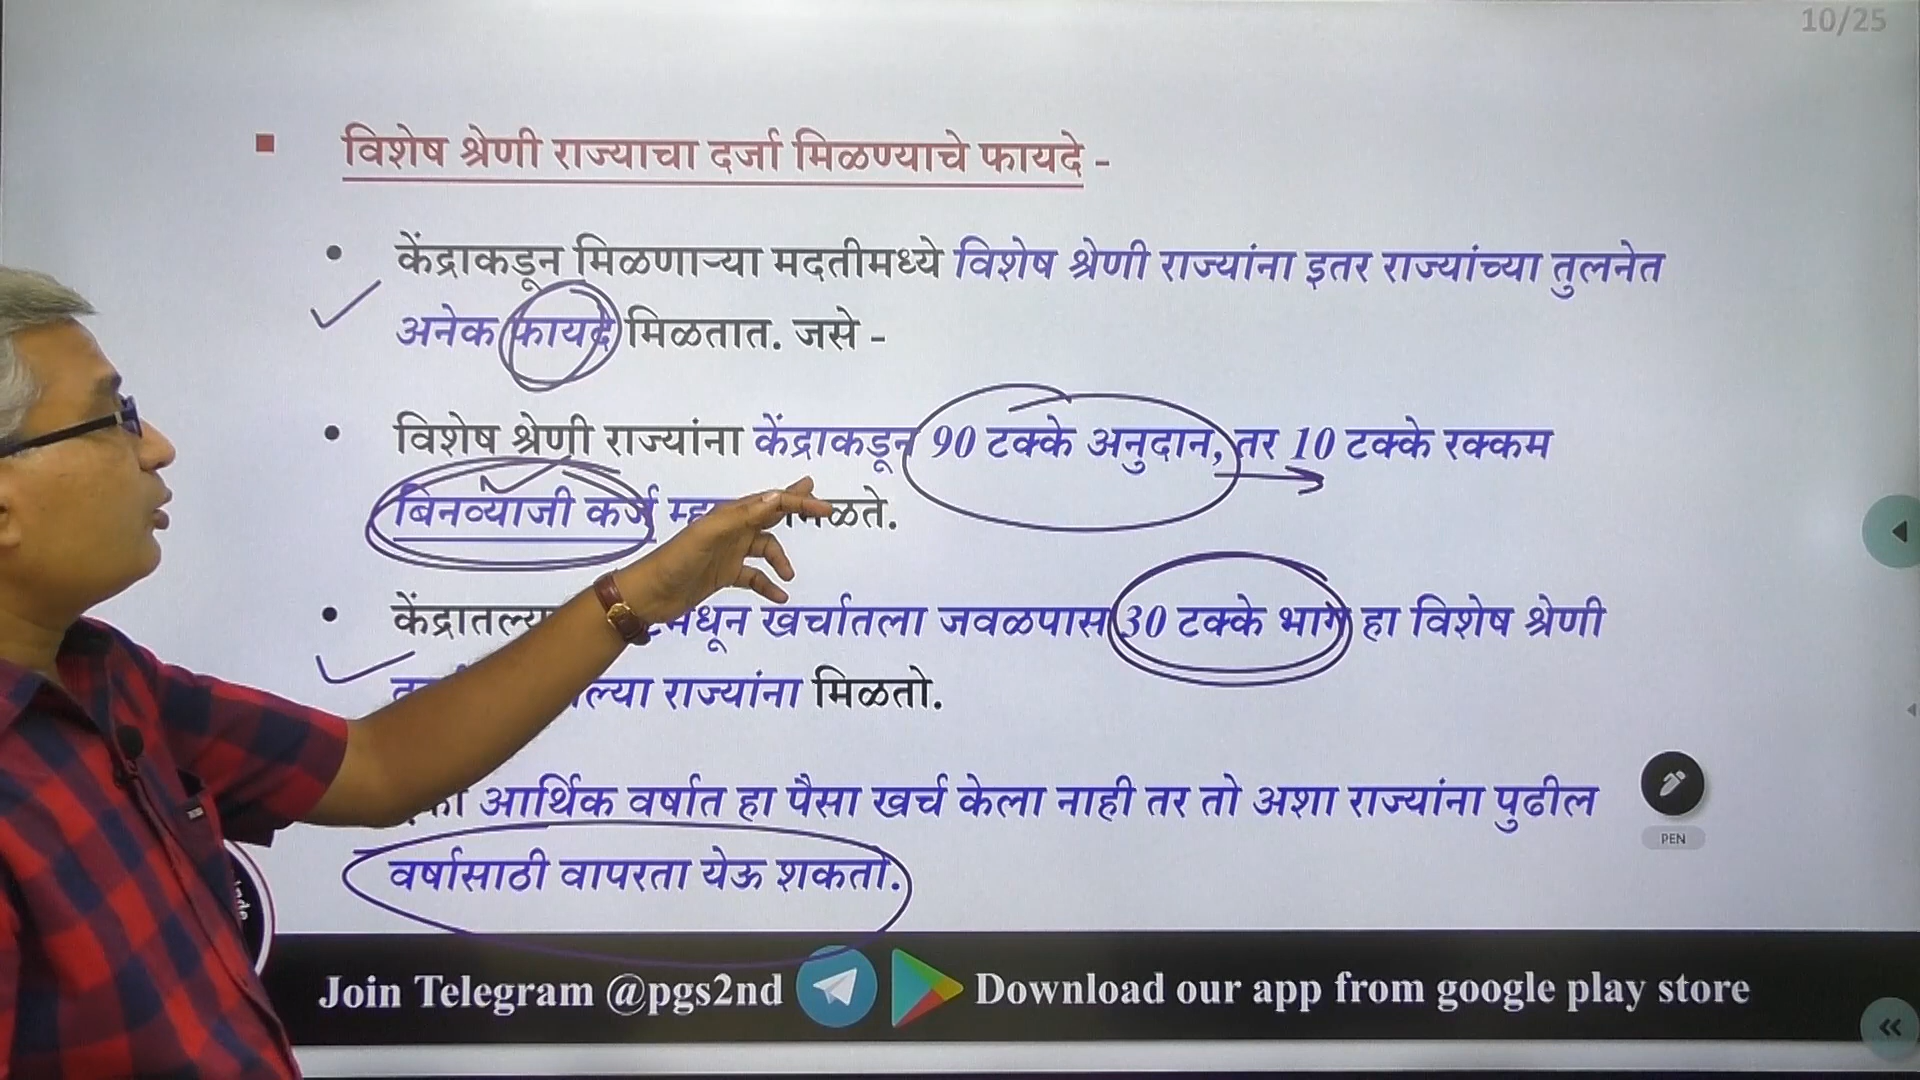 10/25
▪ विशेष श्रेणी राज्याचा दर्जा मिळण्याचे फायदे -
• केंद्राकडून मिळणाऱ्या मदतीमध्ये विशेष श्रेणी राज्यांना इतर राज्यांच्या तुलनेत
अनेक फायदे मिळतात. जसे -
• विशेष श्रेणी राज्यांना केंद्राकडून 90 टक्के अनुदान, तर 10 टक्के रक्कम
बिनव्याजी कर्ज
• खर्चातला जवळपास 30 टक्के भाग हा विशेष श्रेणी
राज्यांना मिळतो.
आर्थिक वर्षात हा पैसा खर्च केला नाही तर तो अशा राज्यांना पुढील
वर्षासाठी वापरता येऊ शकतो.
PEN
Join Telegram @pgs2nd Download our app from google play store